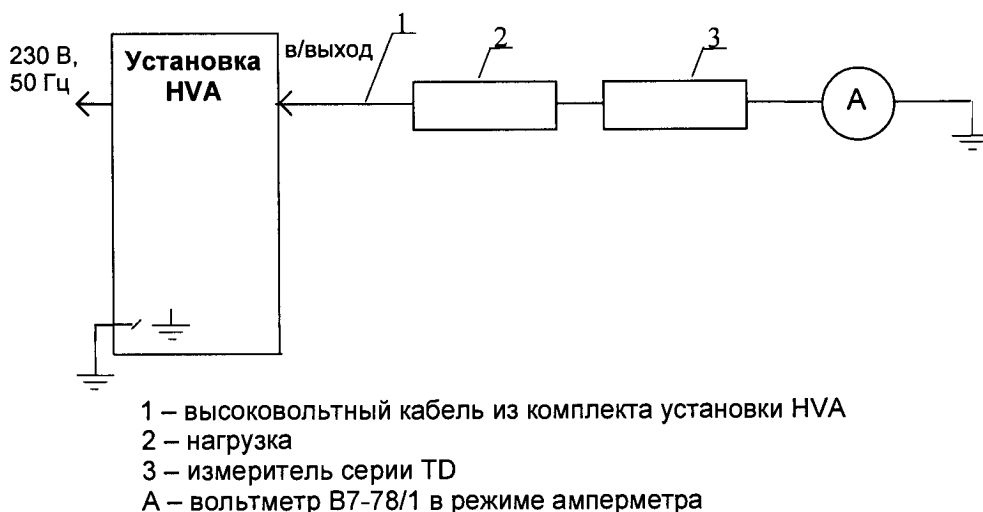 1
2
3
230 В,
50 Гц
Установка
HVA
в/выход
А
1 – высоковольтный кабель из комплекта установки HVA
2 – нагрузка
3 – измеритель серии TD
А – вольтметр В7-78/1 в режиме амперметра